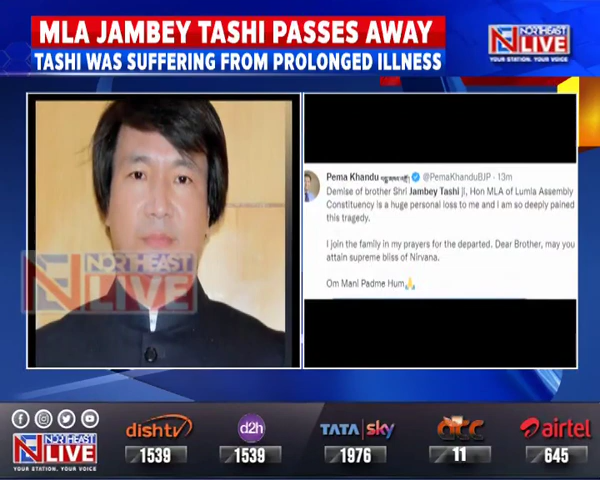 MLA JAMBEY TASHI PASSES AWAY
TASHI WAS SUFFERING FROM PROLONGED ILLNESS
NORTHEAST
LIVE
YOUR STATION. YOUR VOICE
NORTHEAST
LIVE
Pema Khandu
@PemaKhanduBJP · 13m
Demise of brother Shri Jambey Tashi ji, Hon MLA of Lumla Assembly
Constituency is a huge personal loss to me and I am so deeply pained
this tragedy.
I join the family in my prayers for the departed. Dear Brother, may you
attain supreme bliss of Nirvana.
Om Mani Padme Hum🙏
NORTHEAST
LIVE
YOUR STATION, YOUR VOICE
dishtv
1539
d2h
1539
TATA sky
1976
11
airtel
645